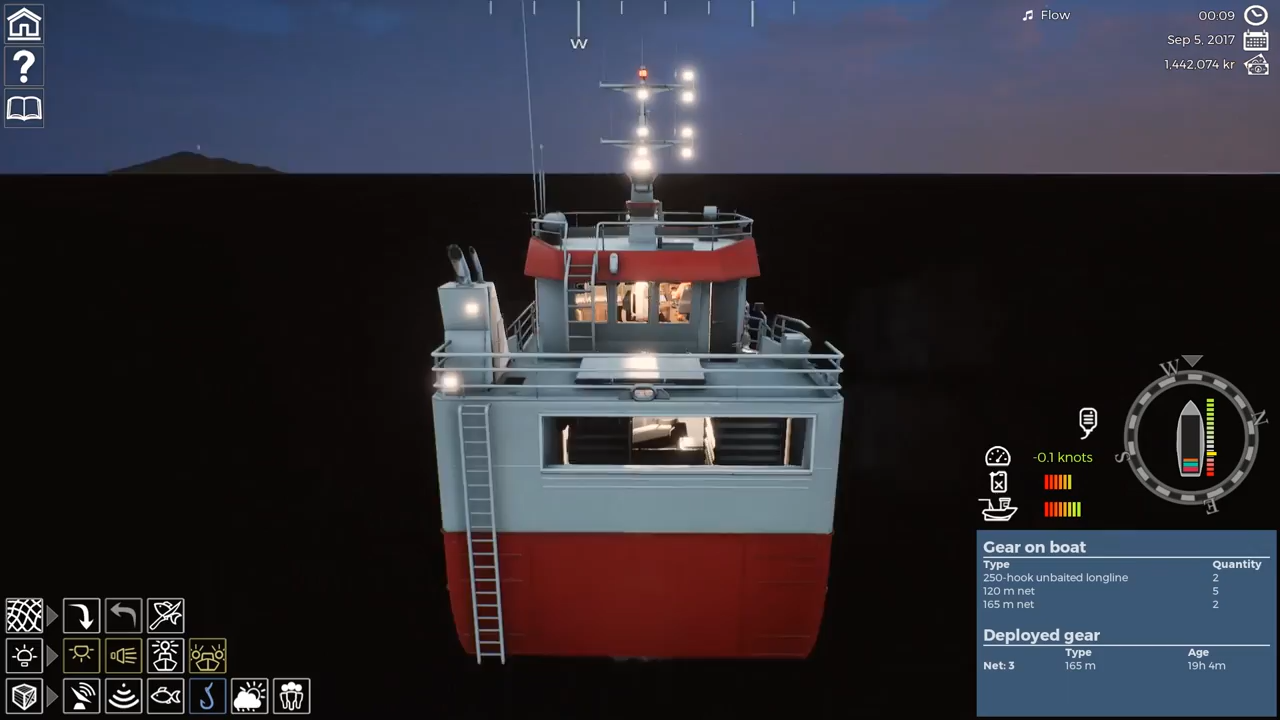 W
Flow
00:09
Sep 5, 2017
1,442,074 kr
W
N
S
E
-0.1 knots
Gear on boat
Type Quantity
250-hook unbaited longline 2
120 m net 5
165 m net 2
Deployed gear
Type Age
Net: 3 165 m 19h 4m